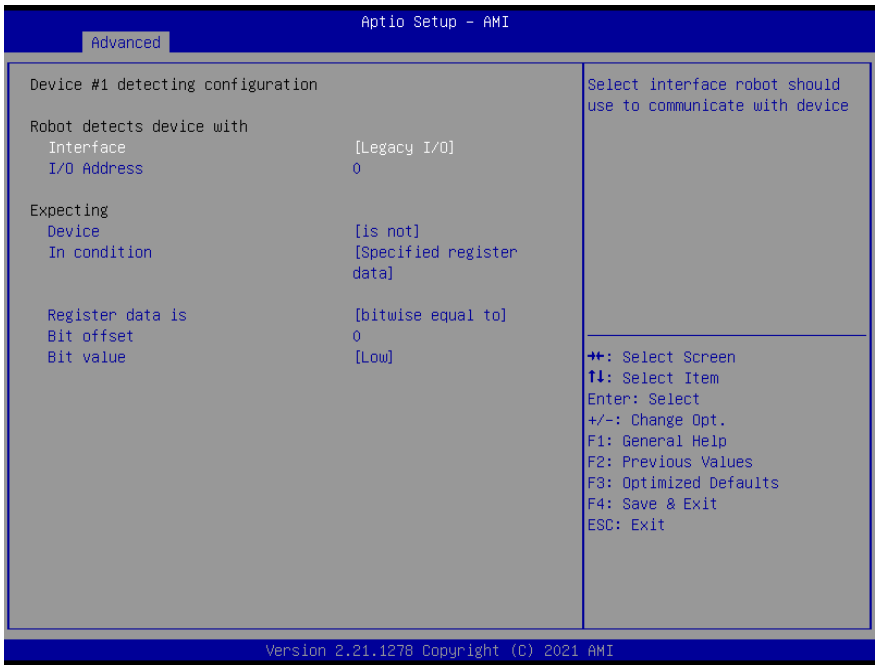 Aptio Setup – AMI
Advanced
Device #1 detecting configuration
Robot detects device with
Interface [Legacy I/O]
I/O Address 0
Expecting
Device [is not]
In condition [Specified register
data]
Register data is [bitwise equal to]
Bit offset 0
Bit value [Low]
Select interface robot should
use to communicate with device
→←: Select Screen
↑↓: Select Item
Enter: Select
+/-: Change Opt.
F1: General Help
F2: Previous Values
F3: Optimized Defaults
F4: Save & Exit
ESC: Exit
Version 2.21.1278 Copyright (C) 2021 AMI